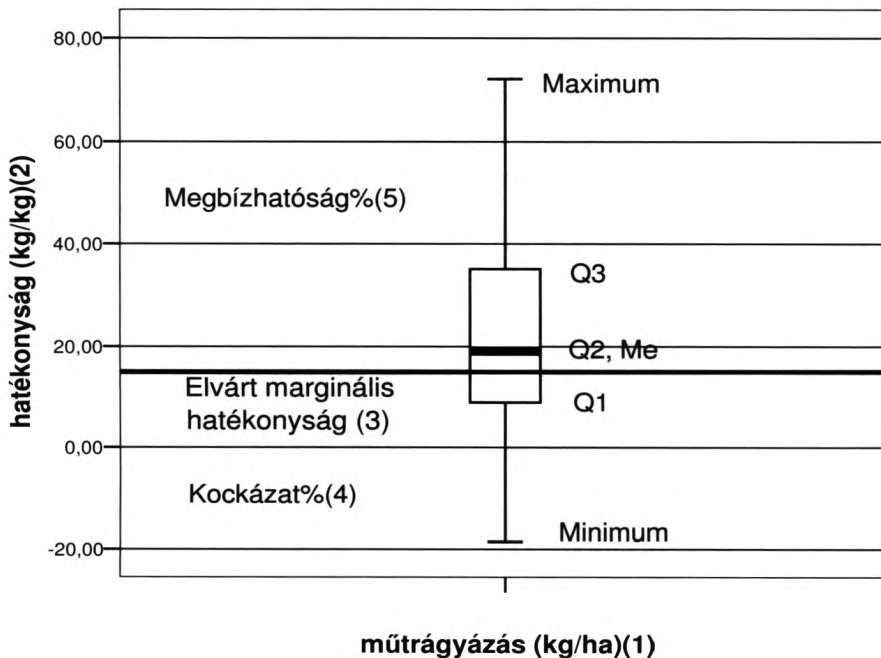 80,00
60,00
40,00
20,00
0,00
-20,00
hatékonyság (kg/kg)(2)
Maximum
Megbízhatóság%(5)
Q3
Q2, Me
Elvárt marginális
hatékonyság (3)
Q1
Kockázat%(4)
Minimum
műtrágyázás (kg/ha)(1)